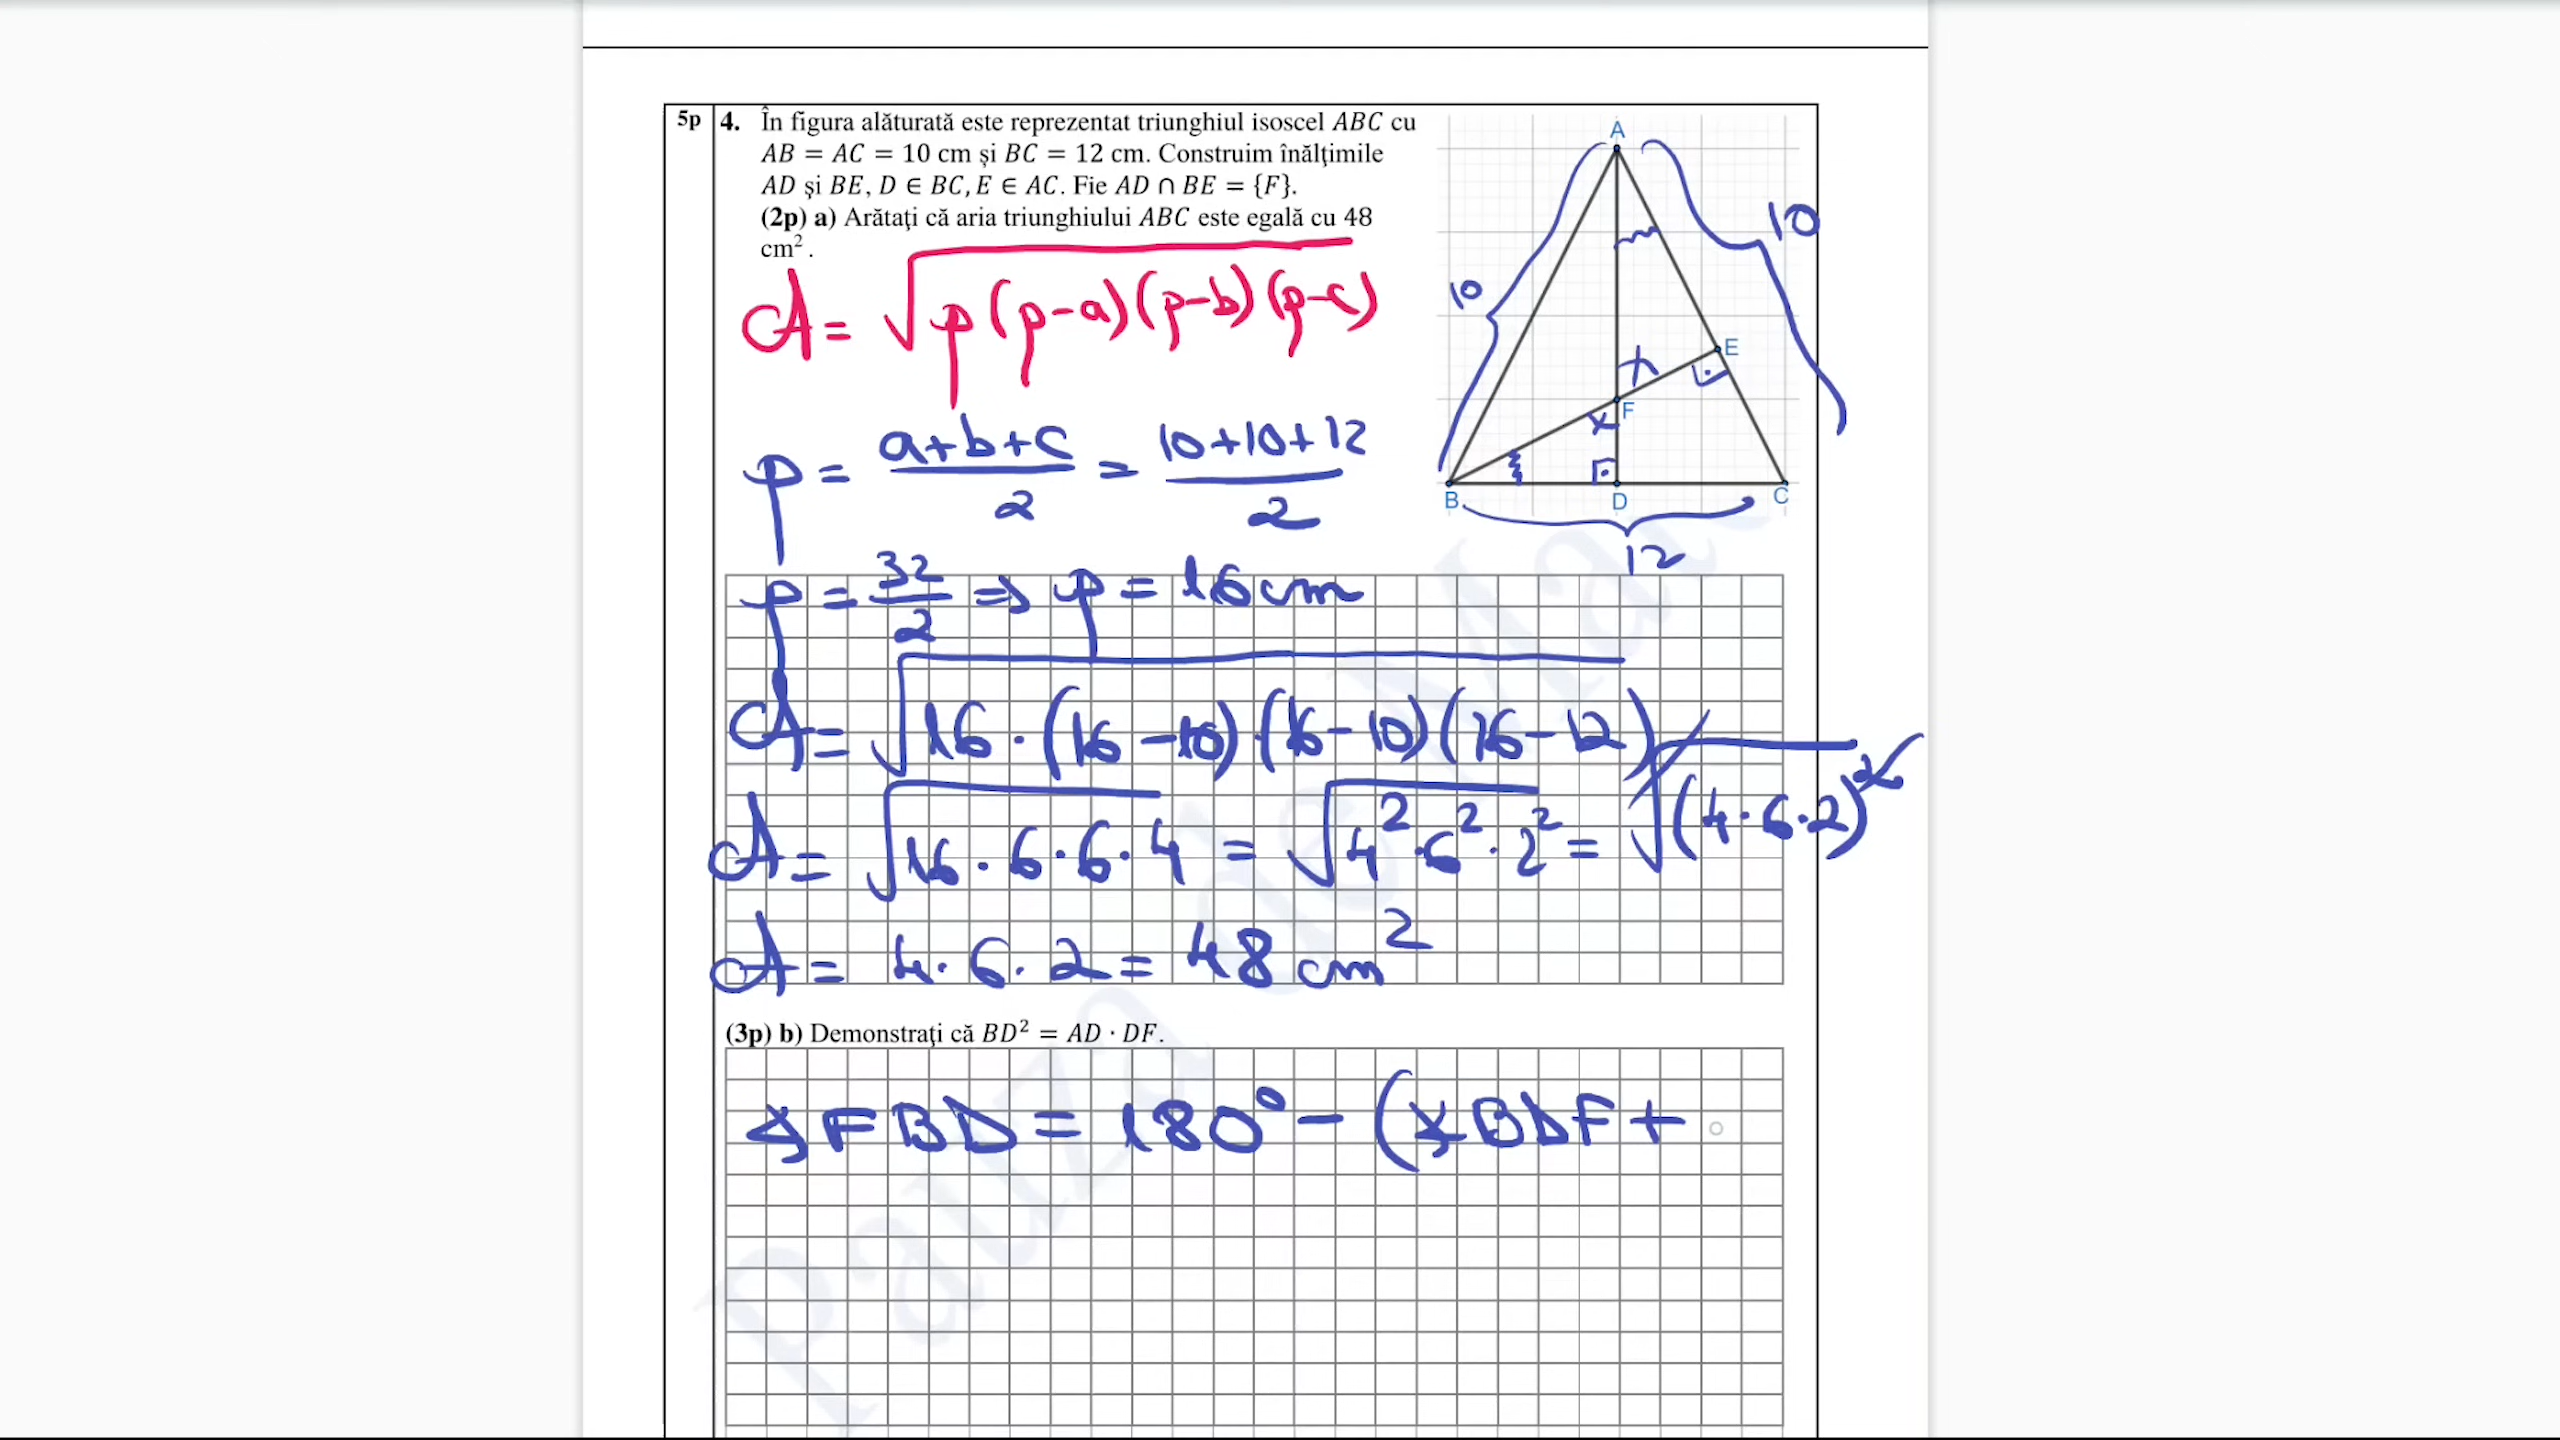 5p 4. În figura alăturată este reprezentat triunghiul isoscel ABC cu
AB = AC = 10 cm și BC = 12 cm. Construim înălțimile
AD și BE, D ∈ BC, E ∈ AC. Fie AD ∩ BE = {F}.
(2p) a) Arătați că aria triunghiului ABC este egală cu 48
cm².
A
10
10
E
x
F
x
B
D
C
12
A = √p(p-a)(p-b)(p-c)
p = a+b+c/2 = 10+10+12/2
p = 32/2 ⇒ p = 16 cm
A = √16·(16-10)·(16-10)(16-12)
A = √16·6·6·4 = √4²·6²·2² = √(4·6·2)²
A = 4·6·2 = 48 cm²
(3p) b) Demonstrați că BD² = AD · DF.
∢FBD = 180° - (∢BDF +
Pauza de Ma